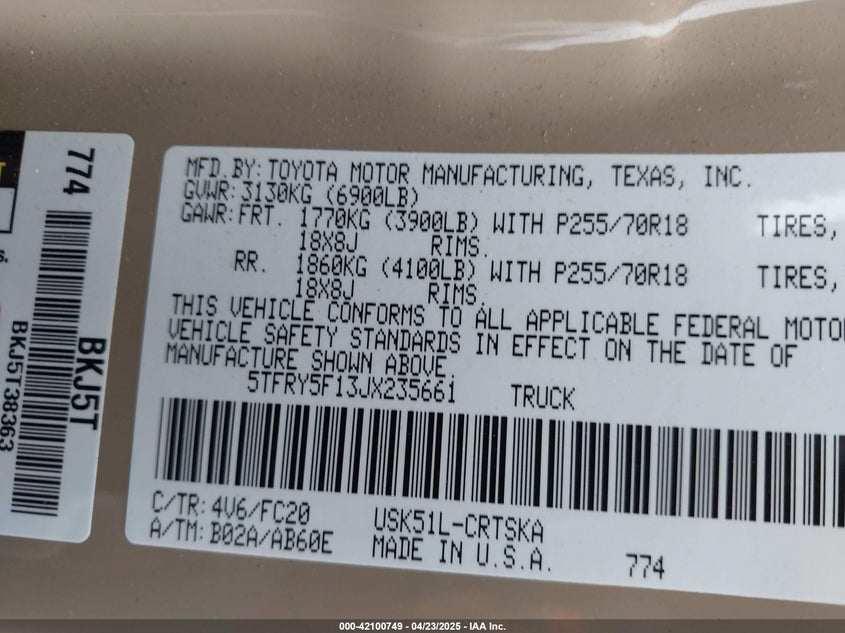 774
BKJ5T
BKJ5T38363
MFD.BY:TOYOTA MOTOR MANUFACTURING, TEXAS, INC.
GVWR:3130KG (6900LB)
GAWR:FRT. 1770KG (3900LB) WITH P255/70R18 TIRES,
18X8J RIMS.
RR. 1860KG (4100LB) WITH P255/70R18 TIRES,
18X8J RIMS.
THIS VEHICLE CONFORMS TO ALL APPLICABLE FEDERAL MOTO
VEHICLE SAFETY STANDARDS IN EFFECT ON THE DATE OF
MANUFACTURE SHOWN ABOVE.
5TFRY5F13JX235661 TRUCK
C/TR:4V6/FC20 USK51L-CRTSKA
A/TM:B02A/AB60E MADE IN U.S.A. 774
000-42100749 - 04/23/2025 - IAA Inc.